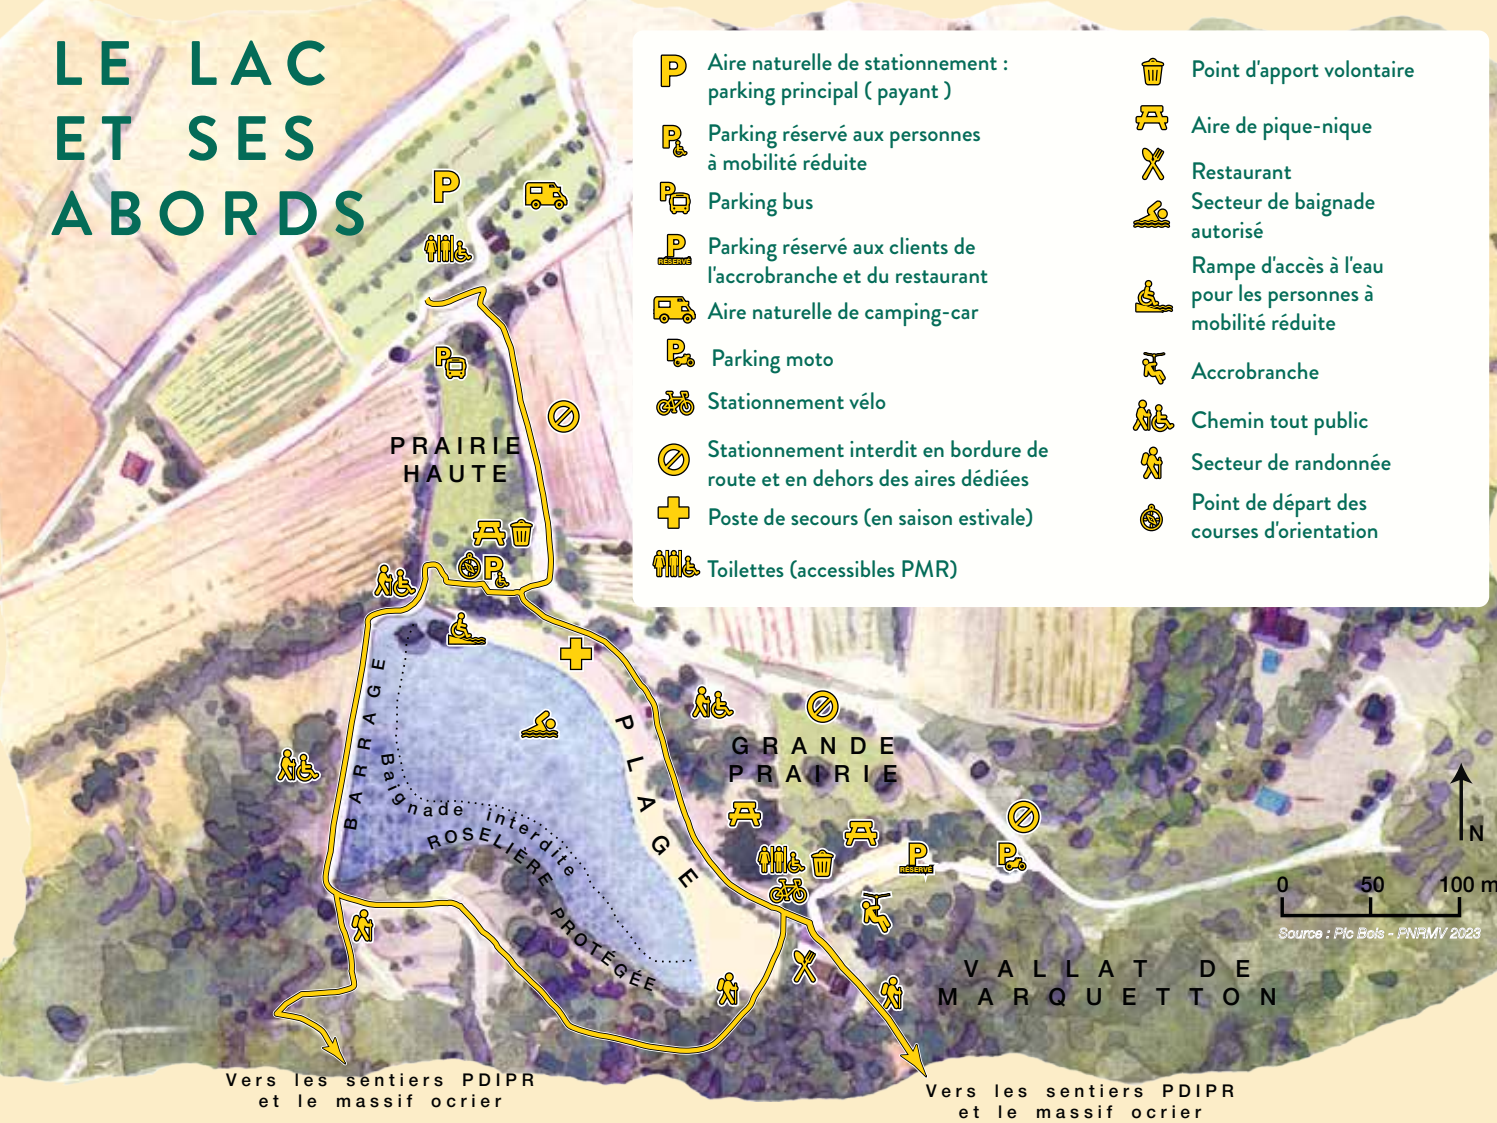 LE LAC
ET SES
ABORDS
P
Aire naturelle de stationnement :
parking principal ( payant )
P
Parking réservé aux personnes
à mobilité réduite
P
Parking bus
P
RÉSERVÉ
Parking réservé aux clients de
l'accrobranche et du restaurant
Aire naturelle de camping-car
P
Parking moto
Stationnement vélo
Stationnement interdit en bordure de
route et en dehors des aires dédiées
Poste de secours (en saison estivale)
Toilettes (accessibles PMR)
Point d'apport volontaire
Aire de pique-nique
Restaurant
Secteur de baignade
autorisé
Rampe d'accès à l'eau
pour les personnes à
mobilité réduite
Accrobranche
Chemin tout public
Secteur de randonnée
Point de départ des
courses d'orientation
P
P
PRAIRIE
HAUTE
P
BARRAGE
PLAGE
Baignade interdite
ROSELIÈRE PROTÉGÉE
GRANDE
PRAIRIE
P
RÉSERVÉ
P
VALLAT DE
MARQUETTON
N
0 50 100 m
Source : Pic Bois - PNRMV 2023
Vers les sentiers PDIPR
et le massif ocrier
Vers les sentiers PDIPR
et le massif ocrier